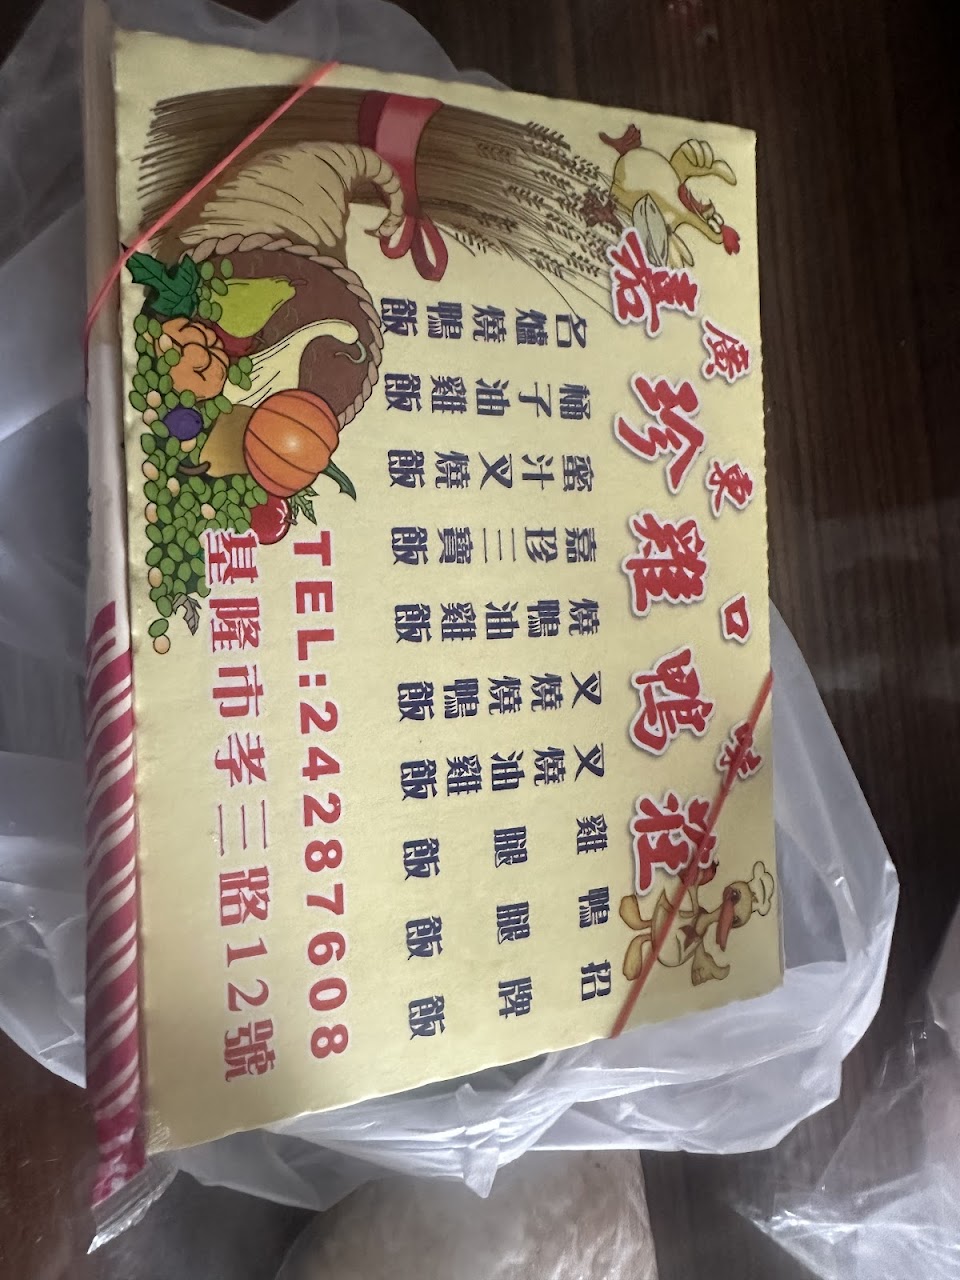 廣東口味
嘉珍雞鴨莊
名爐燒鴨飯
桶子油雞飯
蜜汁叉燒飯
嘉珍三寶飯
燒鴨油雞飯
叉燒燒鴨飯
叉燒油雞飯
雞腿飯
鴨腿飯
招牌飯
TEL:24287608
基隆市孝三路12號